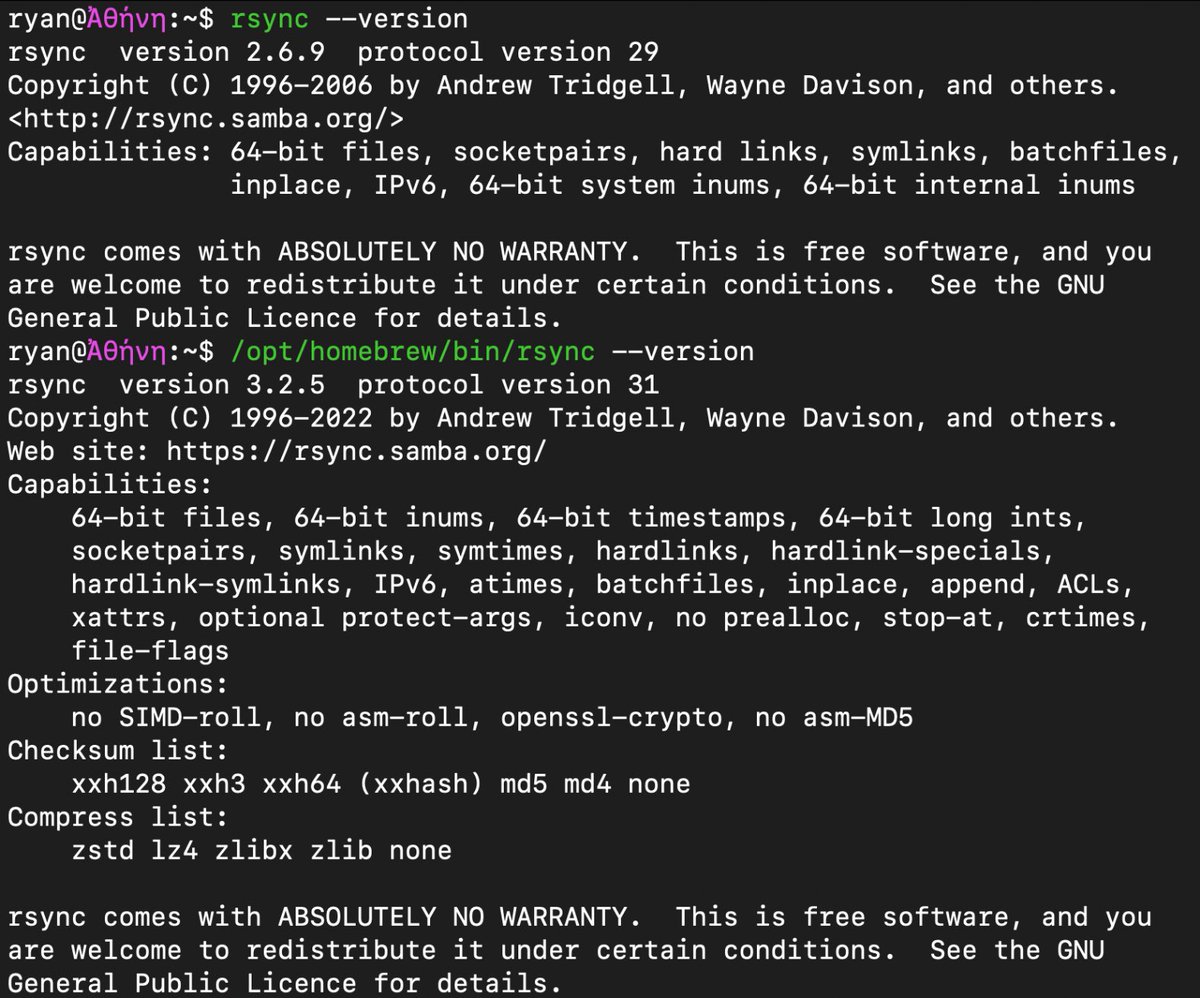 ryan@Ἀθήνη:~$ rsync --version
rsync  version 2.6.9  protocol version 29
Copyright (C) 1996-2006 by Andrew Tridgell, Wayne Davison, and others.
<http://rsync.samba.org/>
Capabilities: 64-bit files, socketpairs, hard links, symlinks, batchfiles,
              inplace, IPv6, 64-bit system inums, 64-bit internal inums

rsync comes with ABSOLUTELY NO WARRANTY.  This is free software, and you
are welcome to redistribute it under certain conditions.  See the GNU
General Public Licence for details.
ryan@Ἀθήνη:~$ /opt/homebrew/bin/rsync --version
rsync  version 3.2.5  protocol version 31
Copyright (C) 1996-2022 by Andrew Tridgell, Wayne Davison, and others.
Web site: https://rsync.samba.org/
Capabilities:
    64-bit files, 64-bit inums, 64-bit timestamps, 64-bit long ints,
    socketpairs, symlinks, symtimes, hardlinks, hardlink-specials,
    hardlink-symlinks, IPv6, atimes, batchfiles, inplace, append, ACLs,
    xattrs, optional protect-args, iconv, no prealloc, stop-at, crtimes,
    file-flags
Optimizations:
    no SIMD-roll, no asm-roll, openssl-crypto, no asm-MD5
Checksum list:
    xxh128 xxh3 xxh64 (xxhash) md5 md4 none
Compress list:
    zstd lz4 zlibx zlib none

rsync comes with ABSOLUTELY NO WARRANTY.  This is free software, and you
are welcome to redistribute it under certain conditions.  See the GNU
General Public Licence for details.